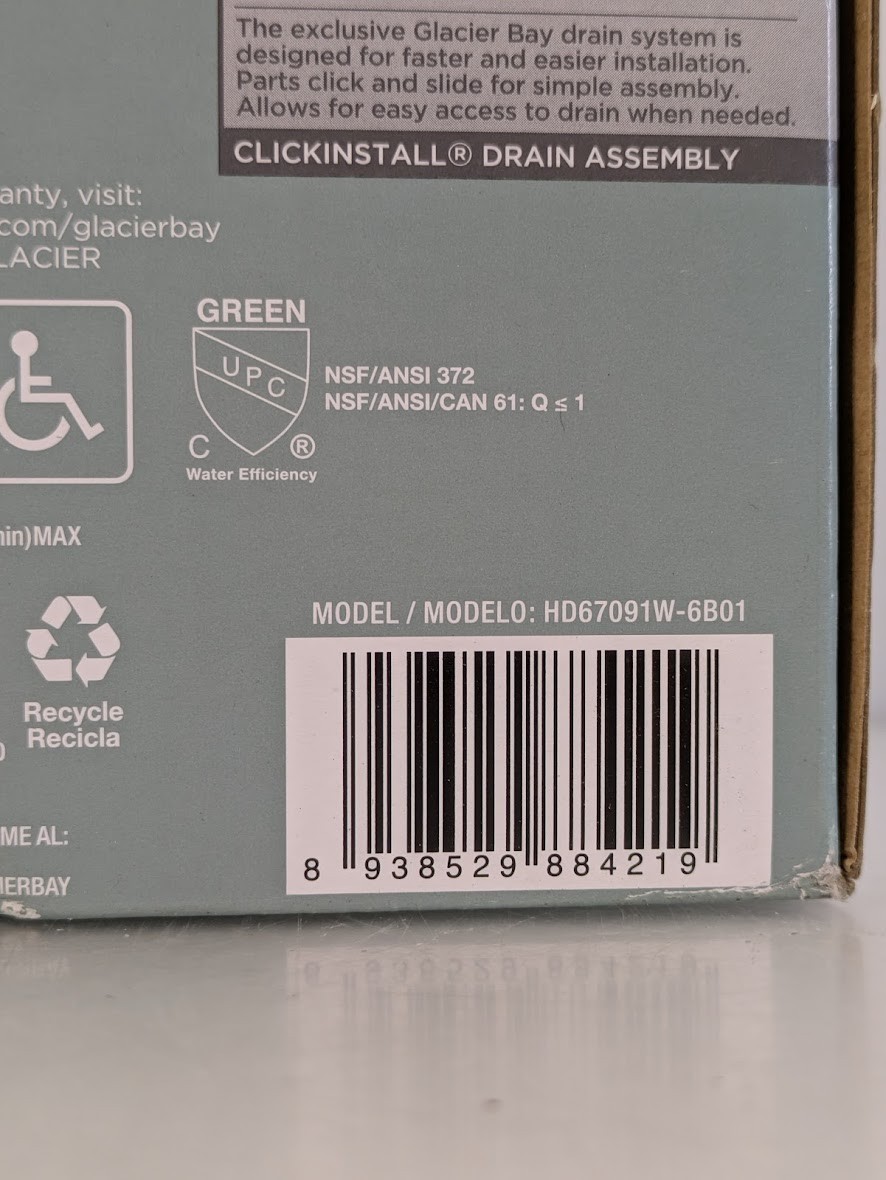 The exclusive Glacier Bay drain system is
designed for faster and easier installation.
Parts click and slide for simple assembly.
Allows for easy access to drain when needed.
CLICKINSTALL® DRAIN ASSEMBLY
anty, visit:
com/glacierbay
LACIER
GREEN
UPC
C ®
Water Efficiency
NSF/ANSI 372
NSF/ANSI/CAN 61: Q ≤ 1
in)MAX
Recycle
Recicla
MODEL / MODELO: HD67091W-6B01
8 938529 884219
ME AL:
IERBAY